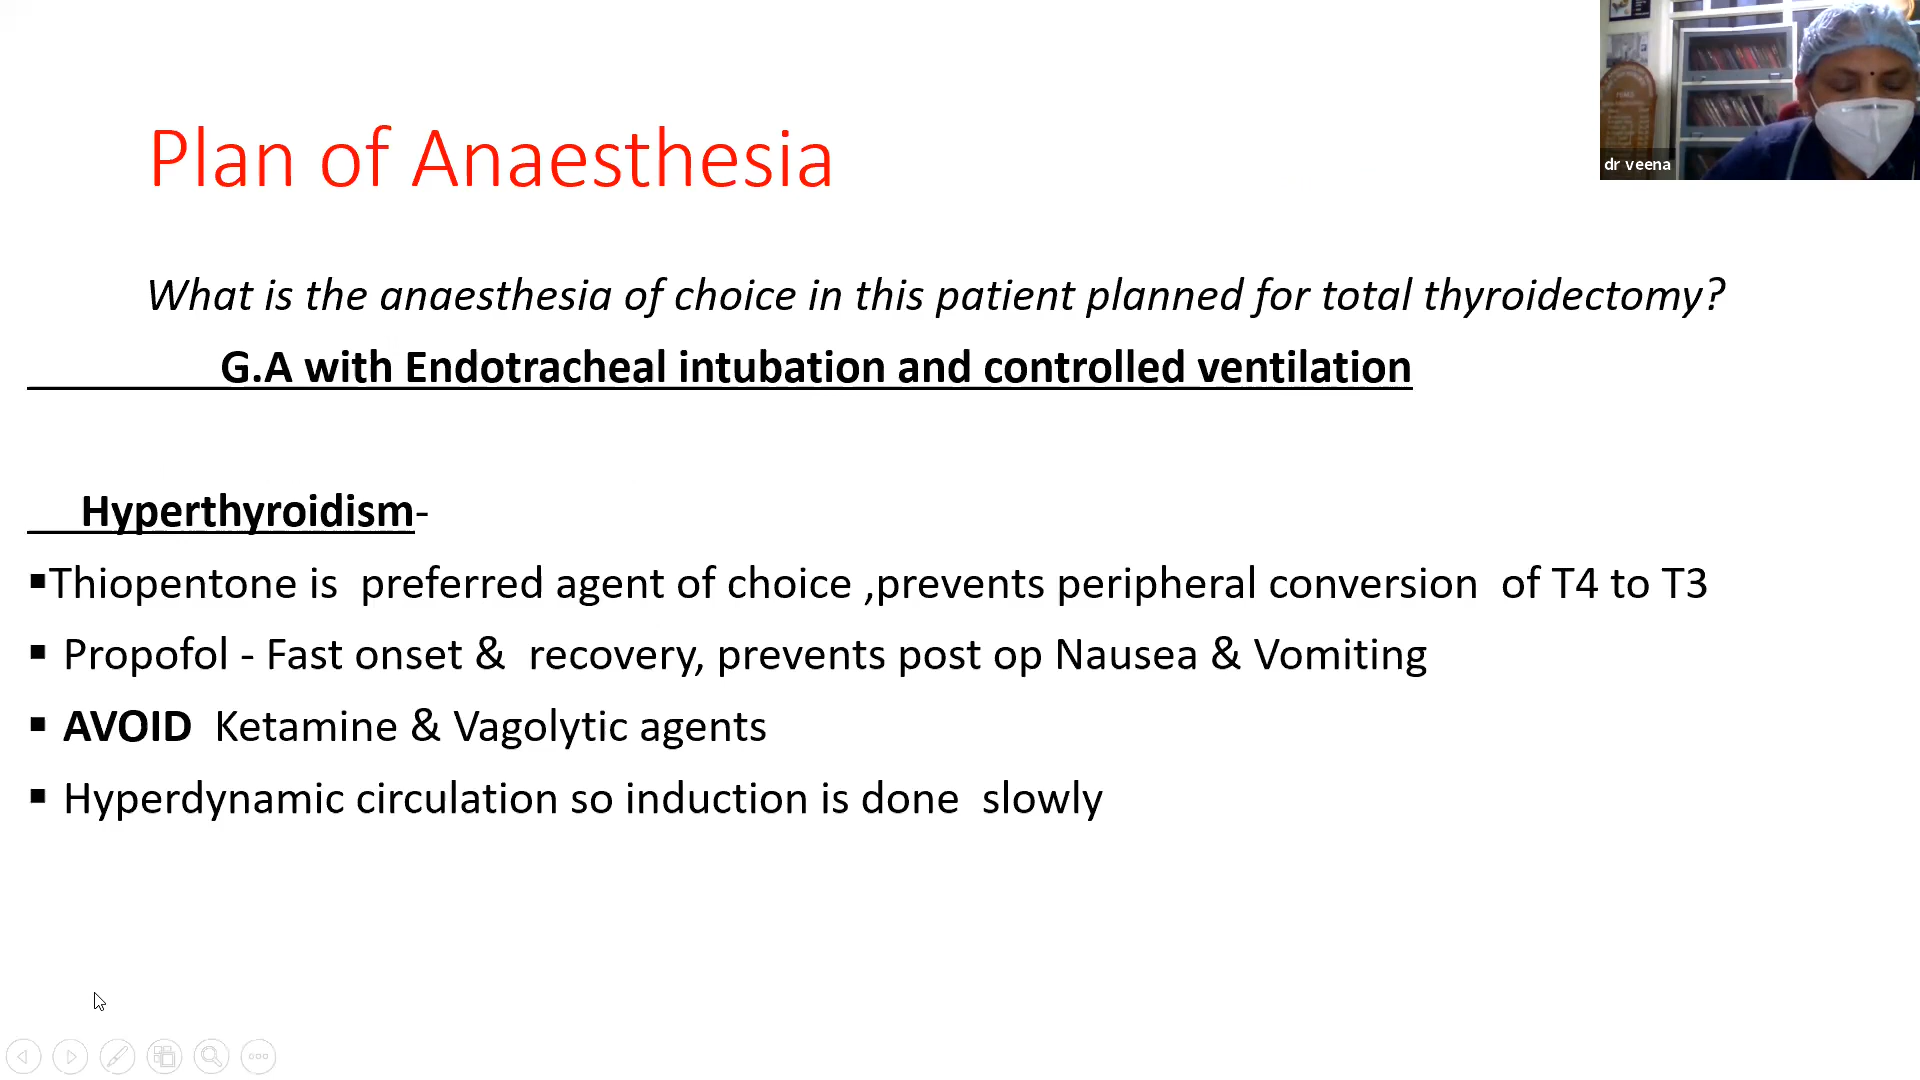 Plan of Anaesthesia
dr veena
What is the anaesthesia of choice in this patient planned for total thyroidectomy?
G.A with Endotracheal intubation and controlled ventilation
Hyperthyroidism-
▪Thiopentone is preferred agent of choice ,prevents peripheral conversion of T4 to T3
▪ Propofol - Fast onset & recovery, prevents post op Nausea & Vomiting
▪ AVOID Ketamine & Vagolytic agents
▪ Hyperdynamic circulation so induction is done slowly